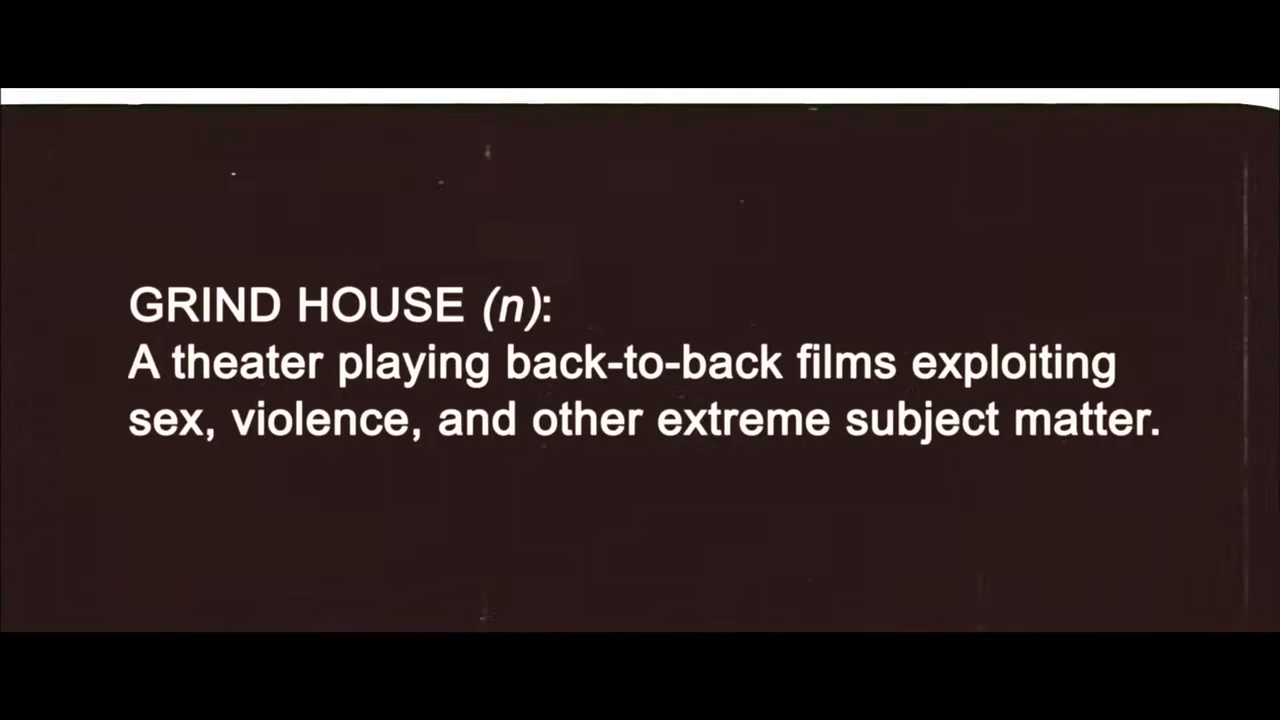 GRIND HOUSE (n):
A theater playing back-to-back films exploiting
sex, violence, and other extreme subject matter.